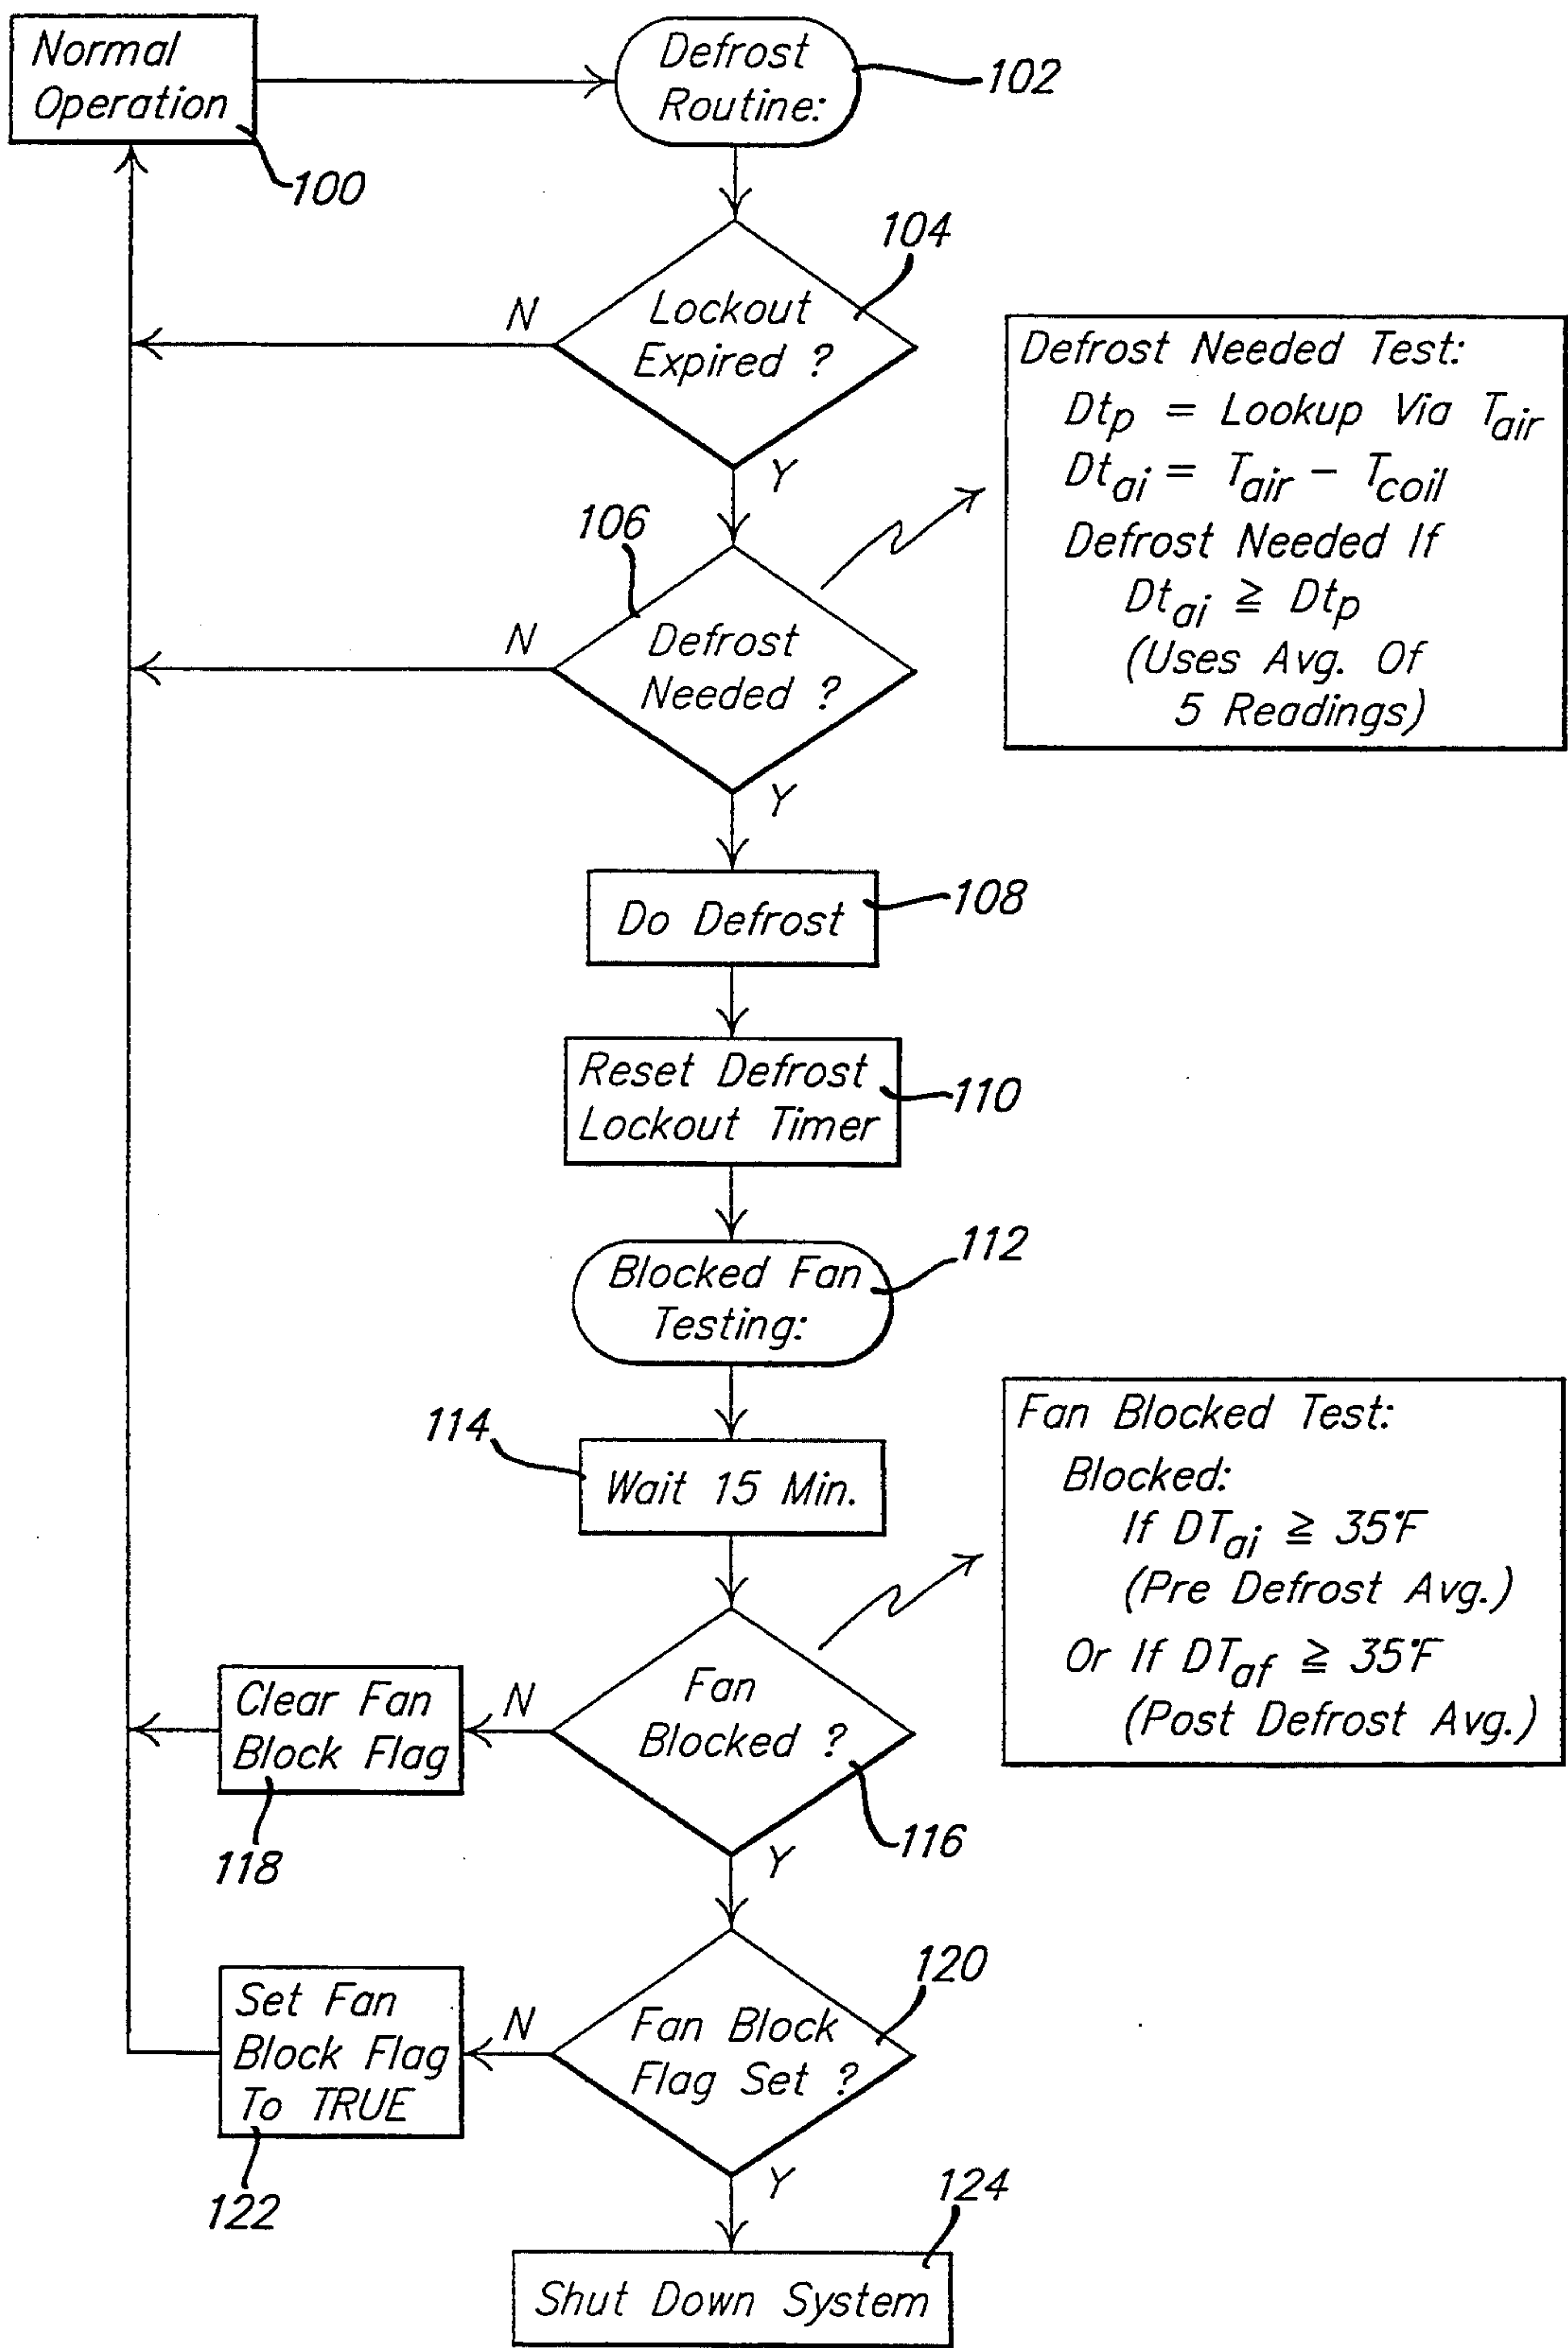 Normal
Operation
100
Defrost
Routine:
102
104
Lockout
Expired ?
N
Y
Defrost Needed Test:
Dtp = Lookup Via Tair
Dtai = Tair - Tcoil
Defrost Needed If
Dtai ≧ Dtp
(Uses Avg. Of
5 Readings)
106
Defrost
Needed ?
N
Y
Do Defrost
108
Reset Defrost
Lockout Timer
110
Blocked Fan
Testing:
112
114
Wait 15 Min.
Fan Blocked Test:
Blocked:
If DTai ≧ 35°F
(Pre Defrost Avg.)
Or If DTaf ≧ 35°F
(Post Defrost Avg.)
Fan
Blocked ?
116
N
Y
Clear Fan
Block Flag
118
120
Fan Block
Flag Set ?
N
Y
Set Fan
Block Flag
To TRUE
122
124
Shut Down System